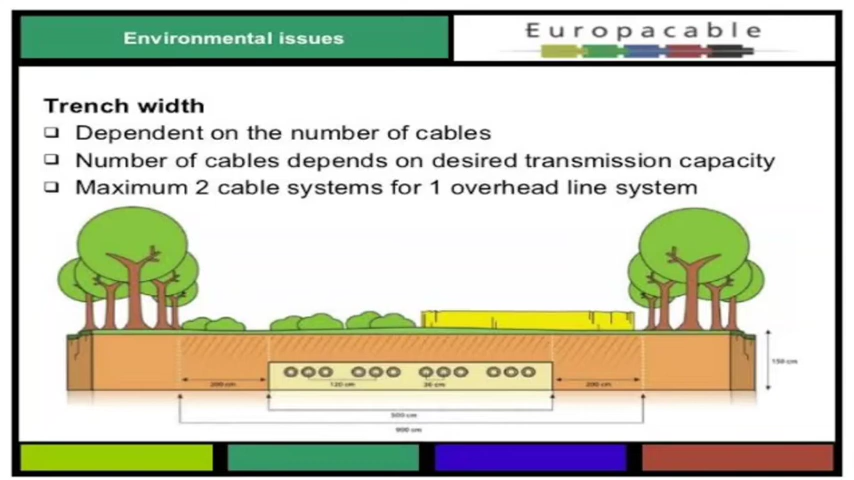 Environmental issues
Europacable
Trench width
Dependent on the number of cables
Number of cables depends on desired transmission capacity
Maximum 2 cable systems for 1 overhead line system
150 cm
200 cm
120 cm
30 cm
200 cm
500 cm
900 cm